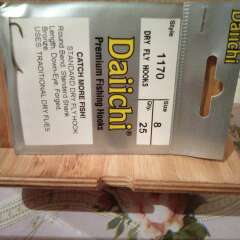 Style
1170
Size
8
DRY FLY HOOKS
Qty.
25
Daiichi®
Premium Fishing Hooks
CATCH MORE FISH!
STANDARD DRY FLY HOOK
Round Bend, Standard Shank
Length, Down-Eye, Forged,
Bronze
USES: TRADITIONAL DRY FLIES